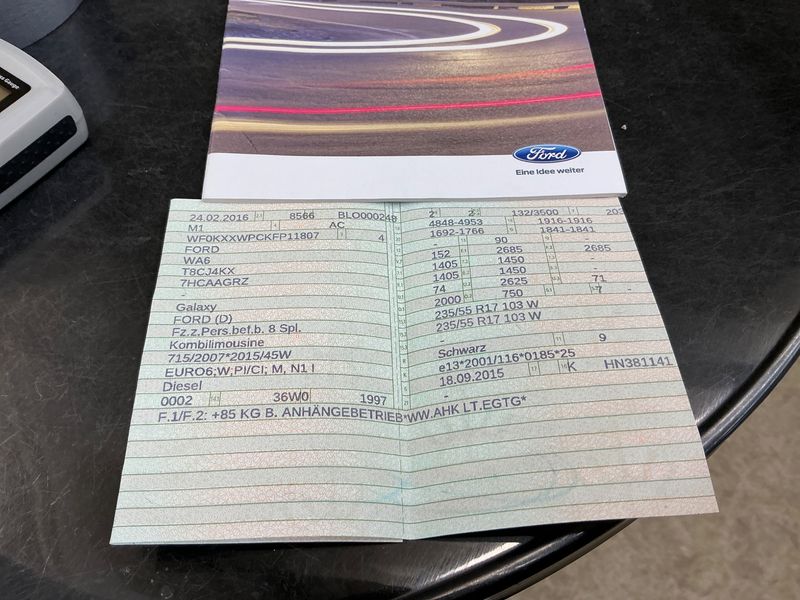 Ford
Eine Idee weiter
24.02.2016 8566 BLO000249
M1 AC
WF0KXXWPCKFP11807 4
FORD
WA6
T8CJ4KX
7HCAAGRZ
-
Galaxy
FORD (D)
Fz.z.Pers.bef.b. 8 Spl.
Kombilimousine
715/2007*2015/45W
EURO6;W;PI/CI; M, N1 I
Diesel
0002 36W0 1997
2 2 132/3500 203
4848-4953 1916-1916
1692-1766 1841-1841
- 90 -
152 2685 2685
1405 1450 -
1405 1450 -
74 2625 71
2000 750 7 -
235/55 R17 103 W
235/55 R17 103 W
-
Schwarz 9
e13*2001/116*0185*25
18.09.2015 K HN381141
-
F.1/F.2: +85 KG B. ANHÄNGEBETRIEB*WW.AHK LT.EGTG*